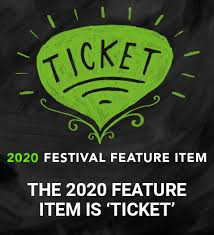 TICKET
2020 FESTIVAL FEATURE ITEM
THE 2020 FEATURE
ITEM IS ‘TICKET’